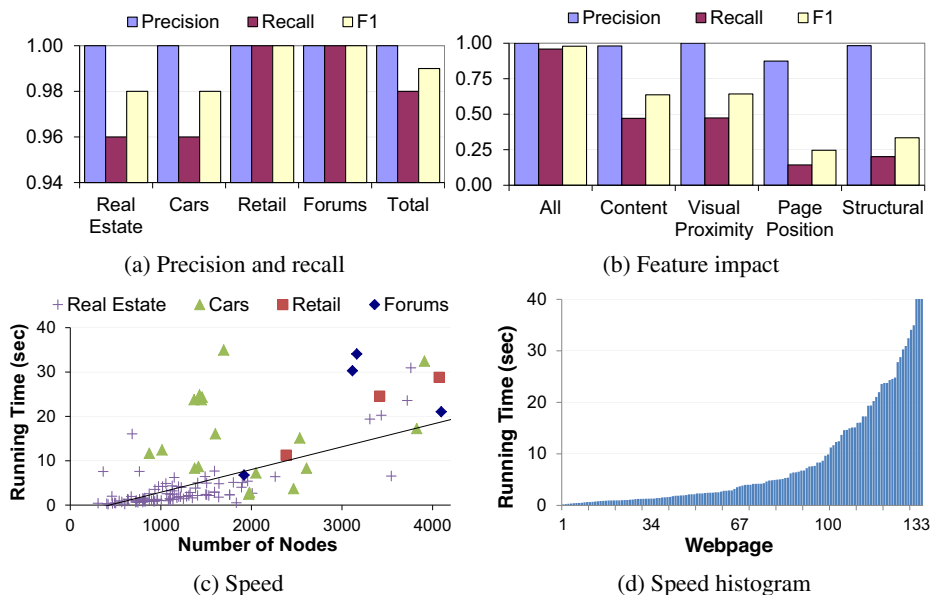 Precision Recall F1
1.00
0.98
0.96
0.94
Real Estate Cars Retail Forums Total
(a) Precision and recall
Precision Recall F1
1.00
0.75
0.50
0.25
0.00
All Content Visual Proximity Page Position Structural
(b) Feature impact
Real Estate Cars Retail Forums
Running Time (sec)
40
30
20
10
0
0 1000 2000 3000 4000
Number of Nodes
(c) Speed
Running Time (sec)
40
30
20
10
0
1 34 67 100 133
Webpage
(d) Speed histogram